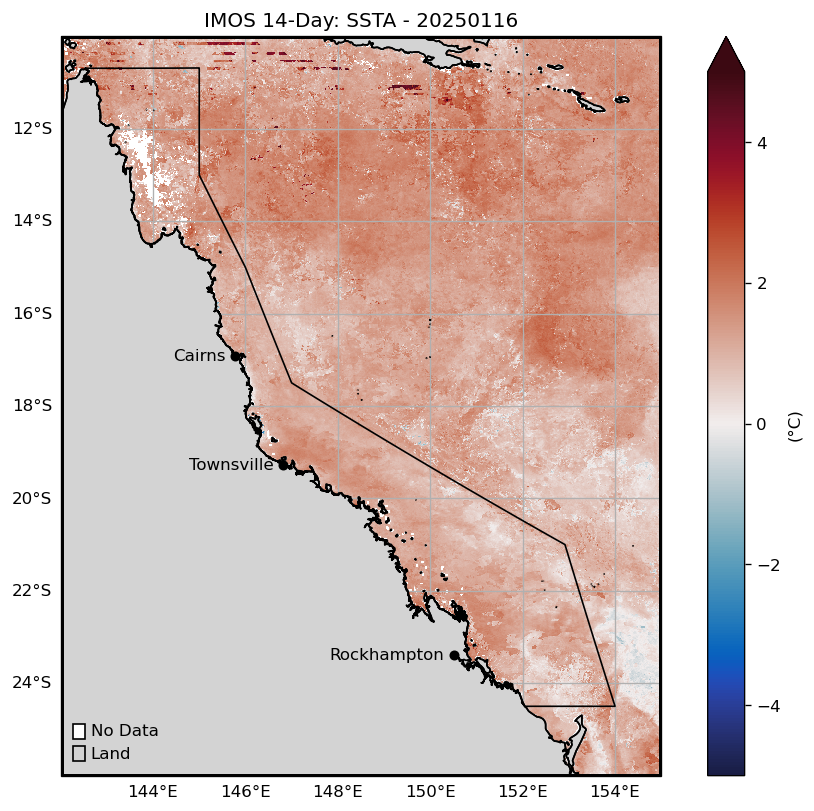 IMOS 14-Day: SSTA - 20250116
12°S
14°S
16°S
18°S
20°S
22°S
24°S
Cairns
Townsville
Rockhampton
No Data
Land
144°E 146°E 148°E 150°E 152°E 154°E
4
2
0
−2
−4
(°C)